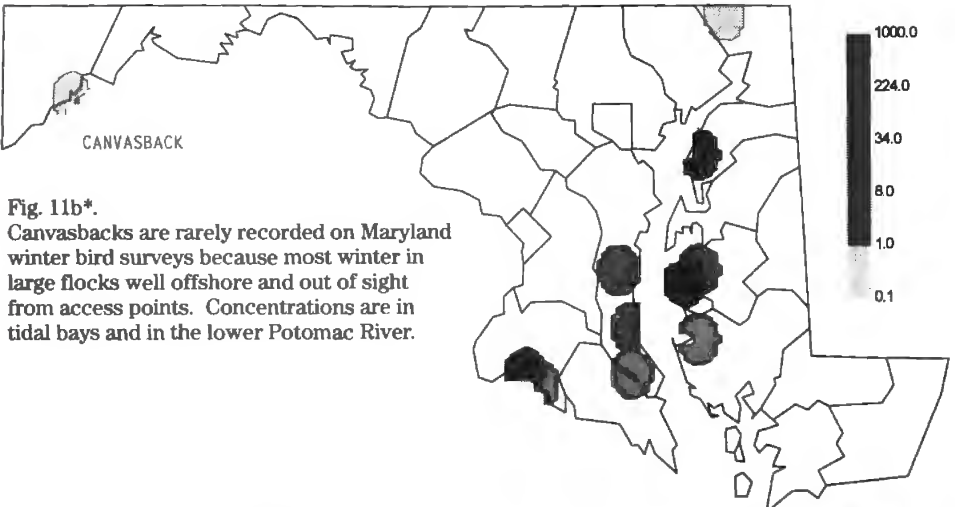 1000.0
224.0
34.0
8.0
1.0
0.1
CANVASBACK
Fig. 11b*.
Canvasbacks are rarely recorded on Maryland
winter bird surveys because most winter in
large flocks well offshore and out of sight
from access points. Concentrations are in
tidal bays and in the lower Potomac River.